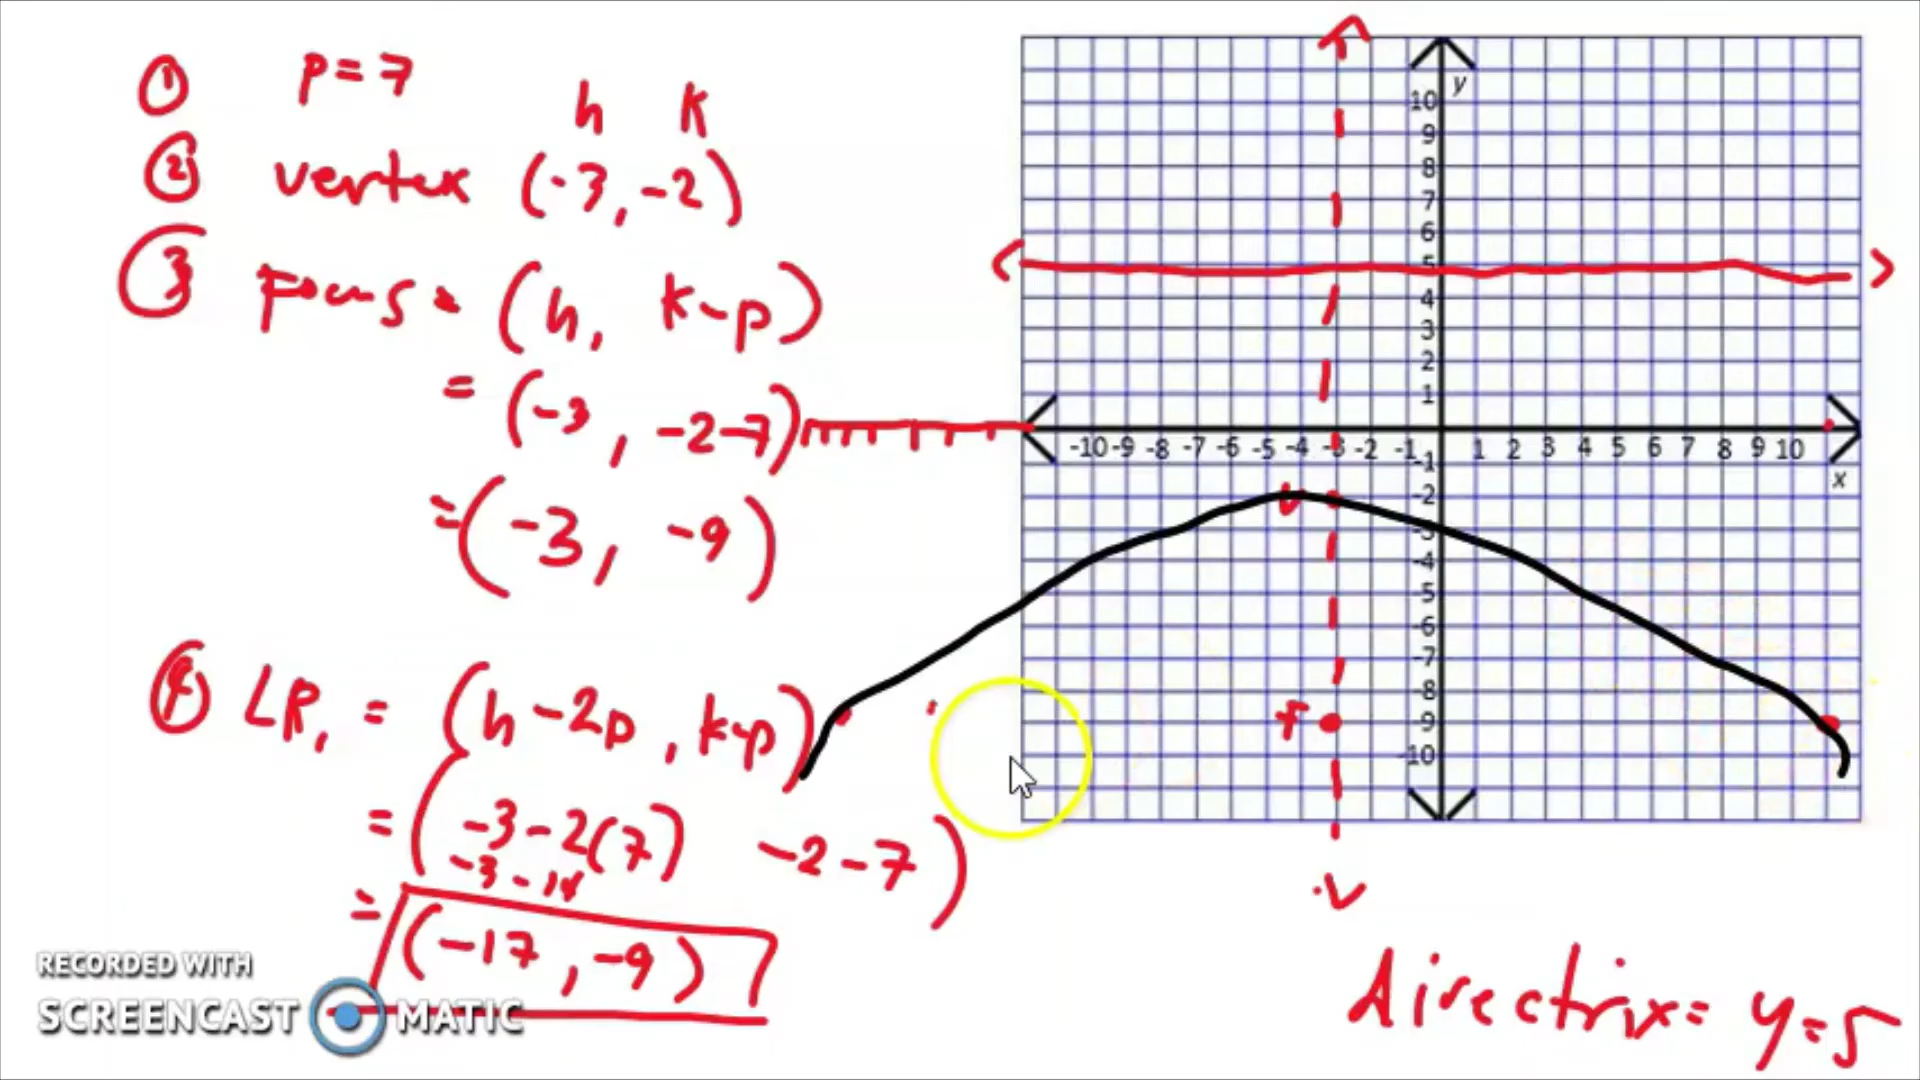 ① p = 7
h k
② vertex (-3, -2)
③ Focus = (h, k-p)
= (-3, -2-7)
= (-3, -9)
④ LR₁ = (h-2p, k-p)
= (-3-2(7) -2-7)
-3-14
= (-17, -9)
RECORDED WITH
SCREENCAST MATIC
y
10
9
8
7
6
5
4
3
2
1
-10 -9 -8 -7 -6 -5 -4 -3 -2 -1 1 2 3 4 5 6 7 8 9 10
x
-1
-2
V
-3
-4
-5
-6
-7
-8
F -9
-10
directrix = y=5